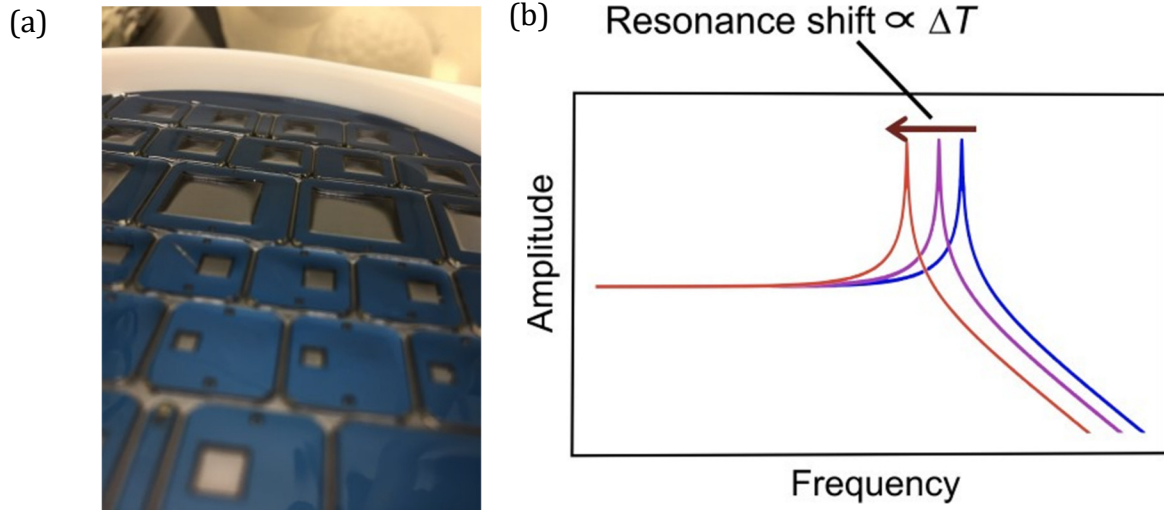 (a)
(b)
Resonance shift ∝ ΔT
Amplitude
Frequency